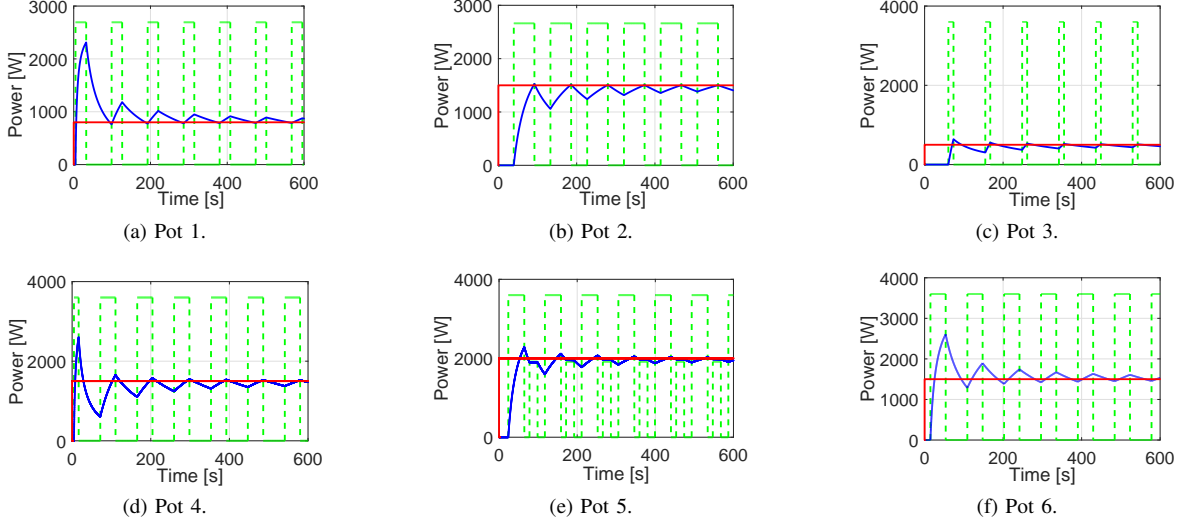 3000
2000
1000
0
Power [W]
0 200 400 600
Time [s]
(a) Pot 1.
3000
2500
2000
1500
1000
500
0
Power [W]
0 200 400 600
Time [s]
(b) Pot 2.
4000
2000
0
Power [W]
0 200 400 600
Time [s]
(c) Pot 3.
4000
2000
0
Power [W]
0 200 400 600
Time [s]
(d) Pot 4.
4000
2000
0
Power [W]
0 200 400 600
Time [s]
(e) Pot 5.
4000
3000
2000
1000
0
Power [W]
0 200 400 600
Time [s]
(f) Pot 6.